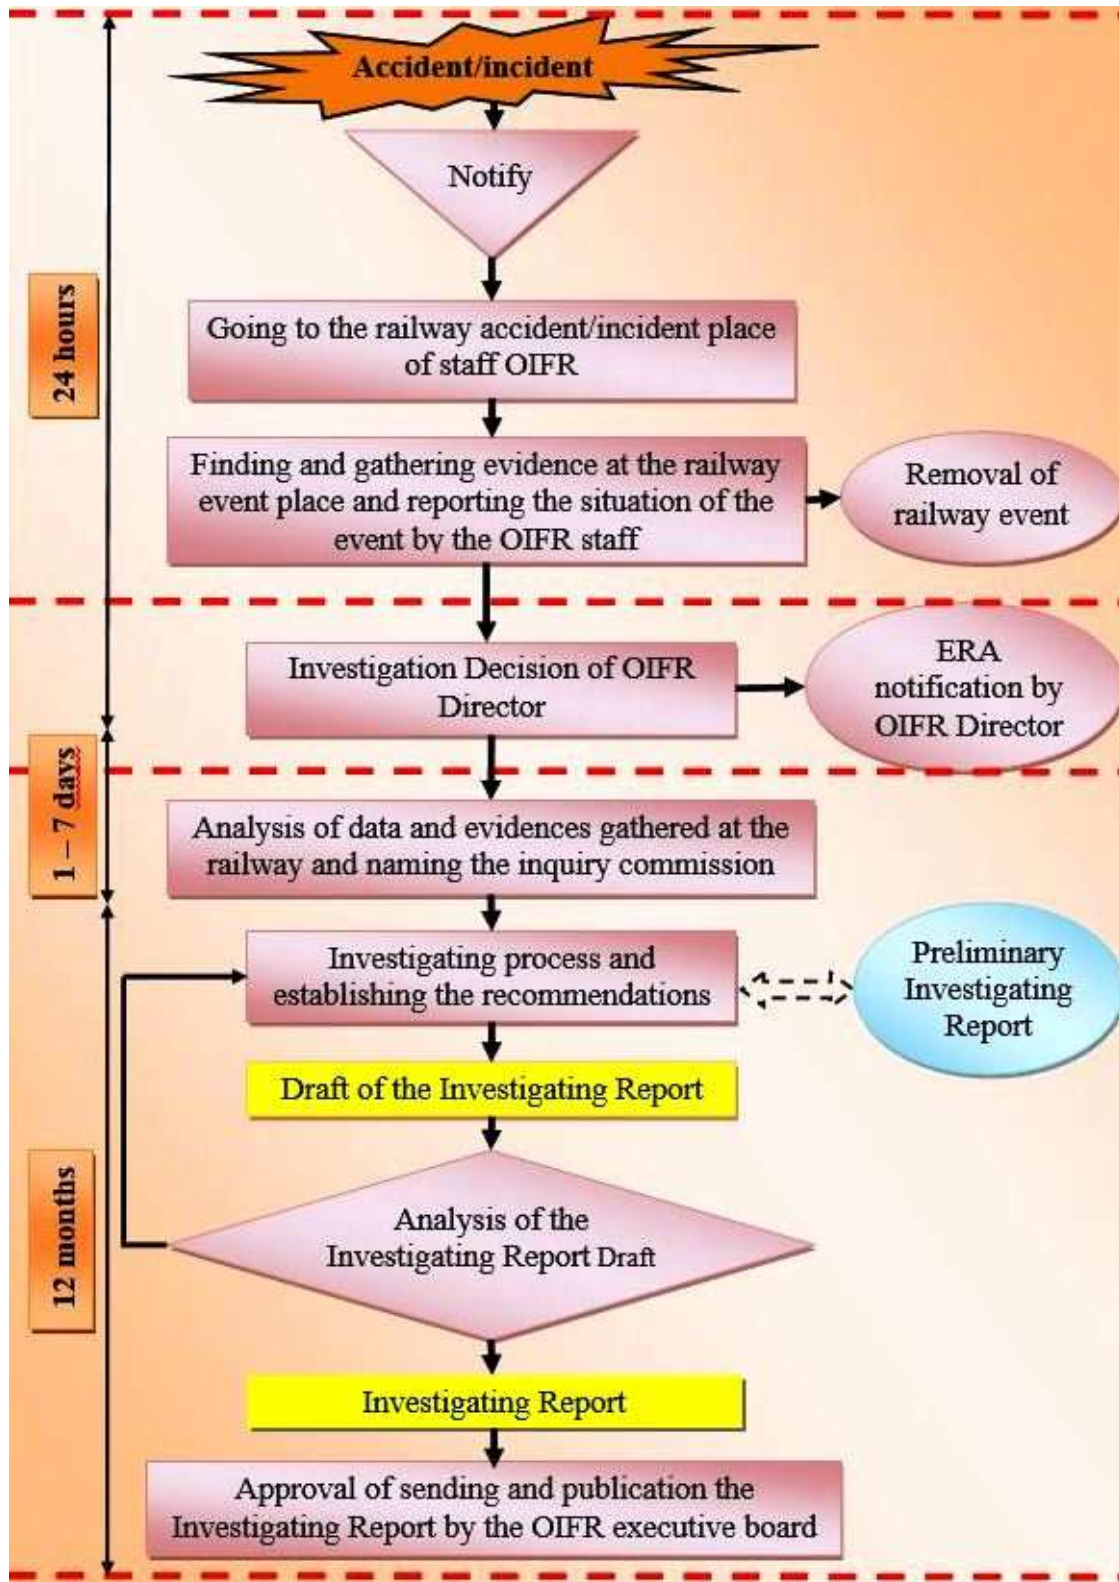 Accident/incident
Notify
24 hours
Going to the railway accident/incident place
of staff OIFR
Finding and gathering evidence at the railway
event place and reporting the situation of the
event by the OIFR staff
Removal of
railway event
Investigation Decision of OIFR
Director
ERA
notification by
OIFR Director
1 – 7 days
Analysis of data and evidences gathered at the
railway and naming the inquiry commission
Investigating process and
establishing the recommendations
Preliminary
Investigating
Report
Draft of the Investigating Report
12 months
Analysis of the
Investigating Report Draft
Investigating Report
Approval of sending and publication the
Investigating Report by the OIFR executive board